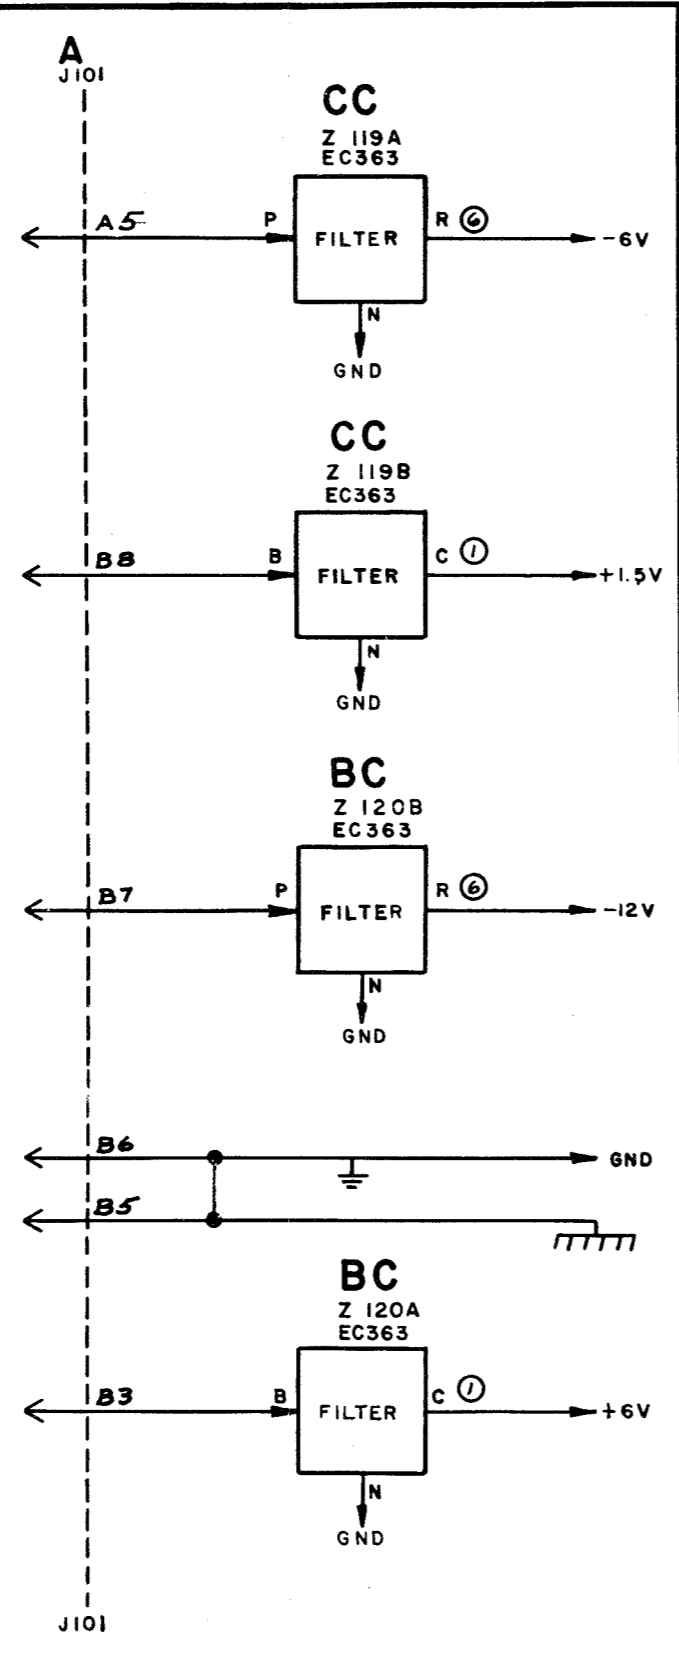 A
J101
CC
Z 119A
EC363
A5 P FILTER R 6 -6V
N
GND
CC
Z 119B
EC363
B8 B FILTER C 1 +1.5V
N
GND
BC
Z 120B
EC363
B7 P FILTER R 6 -12V
N
GND
B6 GND
B5
BC
Z 120A
EC363
B3 B FILTER C 1 +6V
N
GND
J101